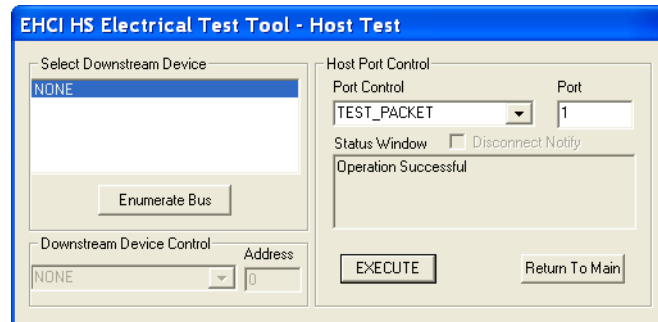 EHCI HS Electrical Test Tool - Host Test
Select Downstream Device
NONE
Enumerate Bus
Downstream Device Control
Address
NONE
0
Host Port Control
Port Control
Port
TEST_PACKET
1
Status Window
Disconnect Notify
Operation Successful
EXECUTE
Return To Main